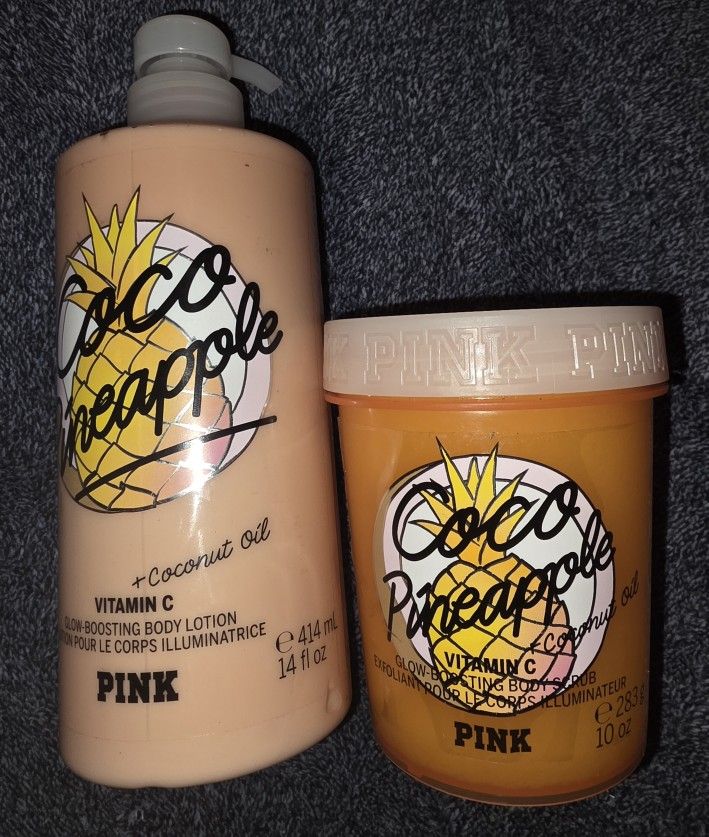 Coco
Pineapple
+ Coconut Oil
VITAMIN C
GLOW-BOOSTING BODY LOTION
POUR LE CORPS ILLUMINATRICE
℮ 414 mL
14 fl oz
PINK
PINK PINK
Coco
Pineapple
+ Coconut Oil
VITAMIN C
GLOW-BOOSTING BODY SCRUB
EXFOLIANT POUR LE CORPS ILLUMINATEUR
℮ 283 g
10 oz
PINK